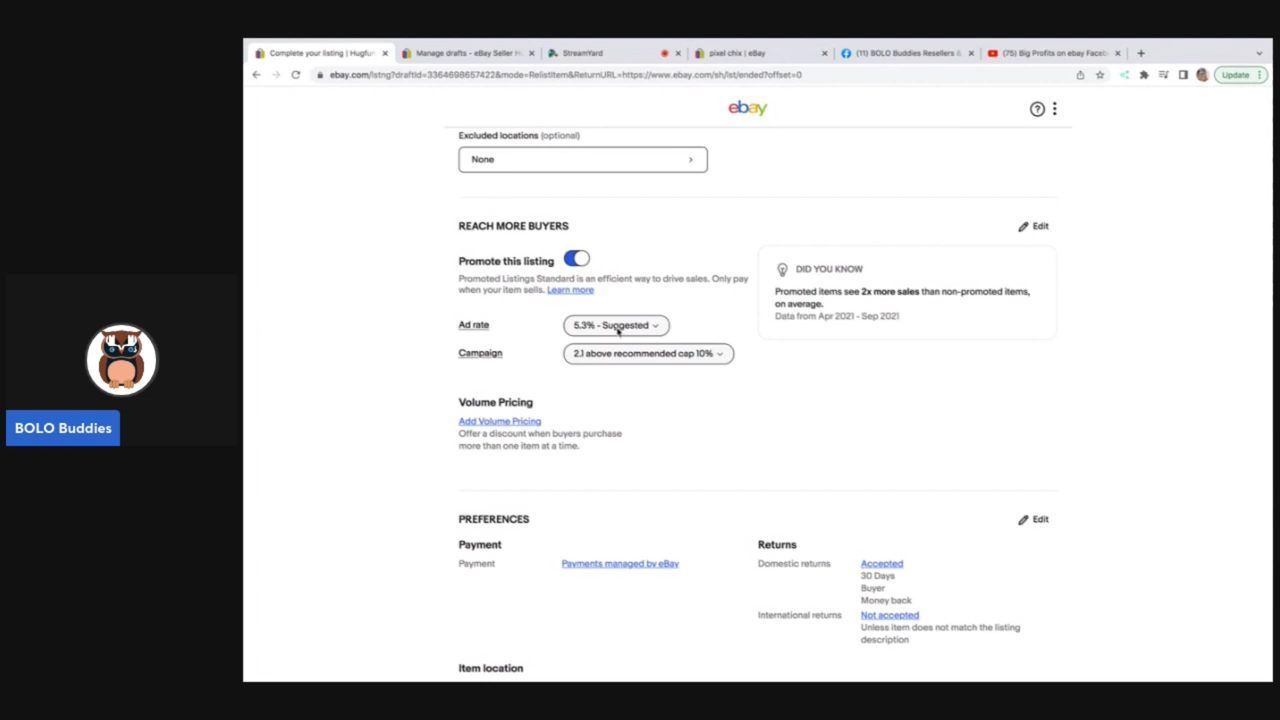 Complete your listing | Hugfun
Manage drafts - eBay Seller H
StreamYard
pixel chix | eBay
(11) BOLO Buddies Resellers &
(75) Big Profits on ebay Faceb
ebay.com/lstng?draftId=3364698657422&mode=RelistItem&ReturnURL=https://www.ebay.com/sh/lst/ended?offset=0
Update
ebay
Excluded locations (optional)
None
REACH MORE BUYERS
Edit
Promote this listing
Promoted Listings Standard is an efficient way to drive sales. Only pay
when your item sells. Learn more
DID YOU KNOW
Promoted items see 2x more sales than non-promoted items,
on average.
Data from Apr 2021 - Sep 2021
Ad rate
5.3% - Suggested
Campaign
2.1 above recommended cap 10%
Volume Pricing
Add Volume Pricing
Offer a discount when buyers purchase
more than one item at a time.
BOLO Buddies
PREFERENCES
Edit
Payment
Payment
Payments managed by eBay
Returns
Domestic returns
Accepted
30 Days
Buyer
Money back
International returns
Not accepted
Unless item does not match the listing
description
Item location